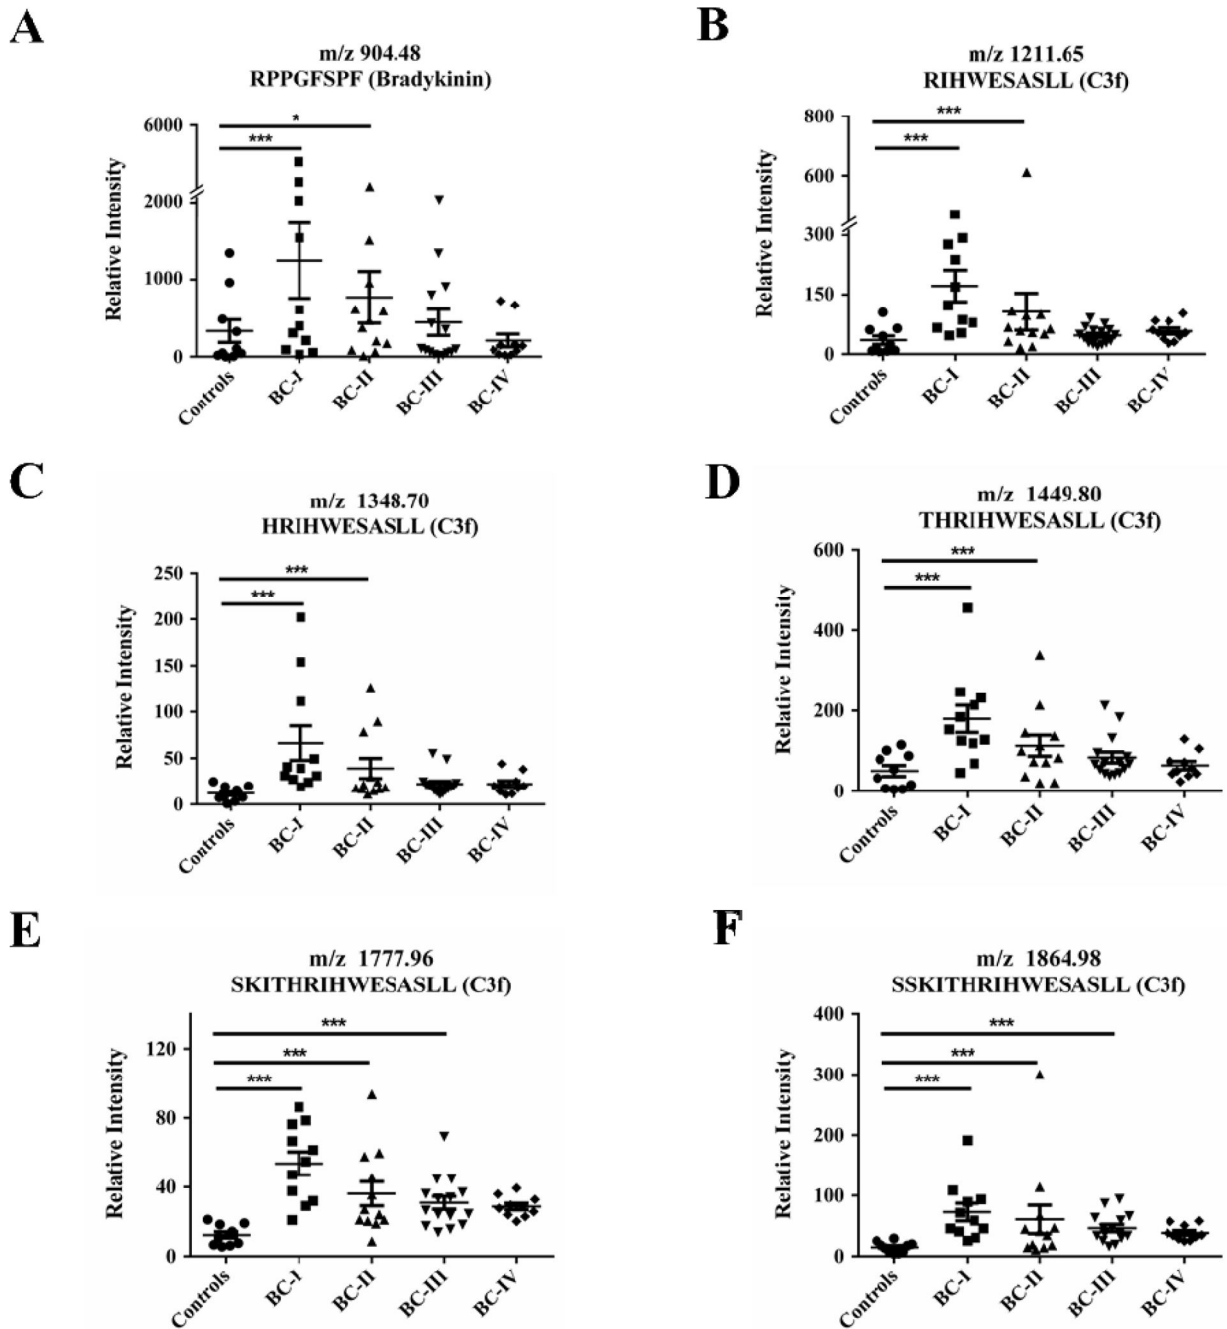 A
m/z 904.48
RPPGFSPF (Bradykinin)
Relative Intensity
6000
2000
1000
0
*
***
Controls
BC-I
BC-II
BC-III
BC-IV
B
m/z 1211.65
RIHWESASLL (C3f)
Relative Intensity
800
600
300
150
0
***
***
Controls
BC-I
BC-II
BC-III
BC-IV
C
m/z 1348.70
HRIHWESASLL (C3f)
Relative Intensity
250
200
150
100
50
0
***
***
Controls
BC-I
BC-II
BC-III
BC-IV
D
m/z 1449.80
THRIHWESASLL (C3f)
Relative Intensity
600
400
200
0
***
***
Controls
BC-I
BC-II
BC-III
BC-IV
E
m/z 1777.96
SKITHRIHWESASLL (C3f)
Relative Intensity
120
80
40
0
***
***
***
Controls
BC-I
BC-II
BC-III
BC-IV
F
m/z 1864.98
SSKITHRIHWESASLL (C3f)
Relative Intensity
400
300
200
100
0
***
***
***
Controls
BC-I
BC-II
BC-III
BC-IV